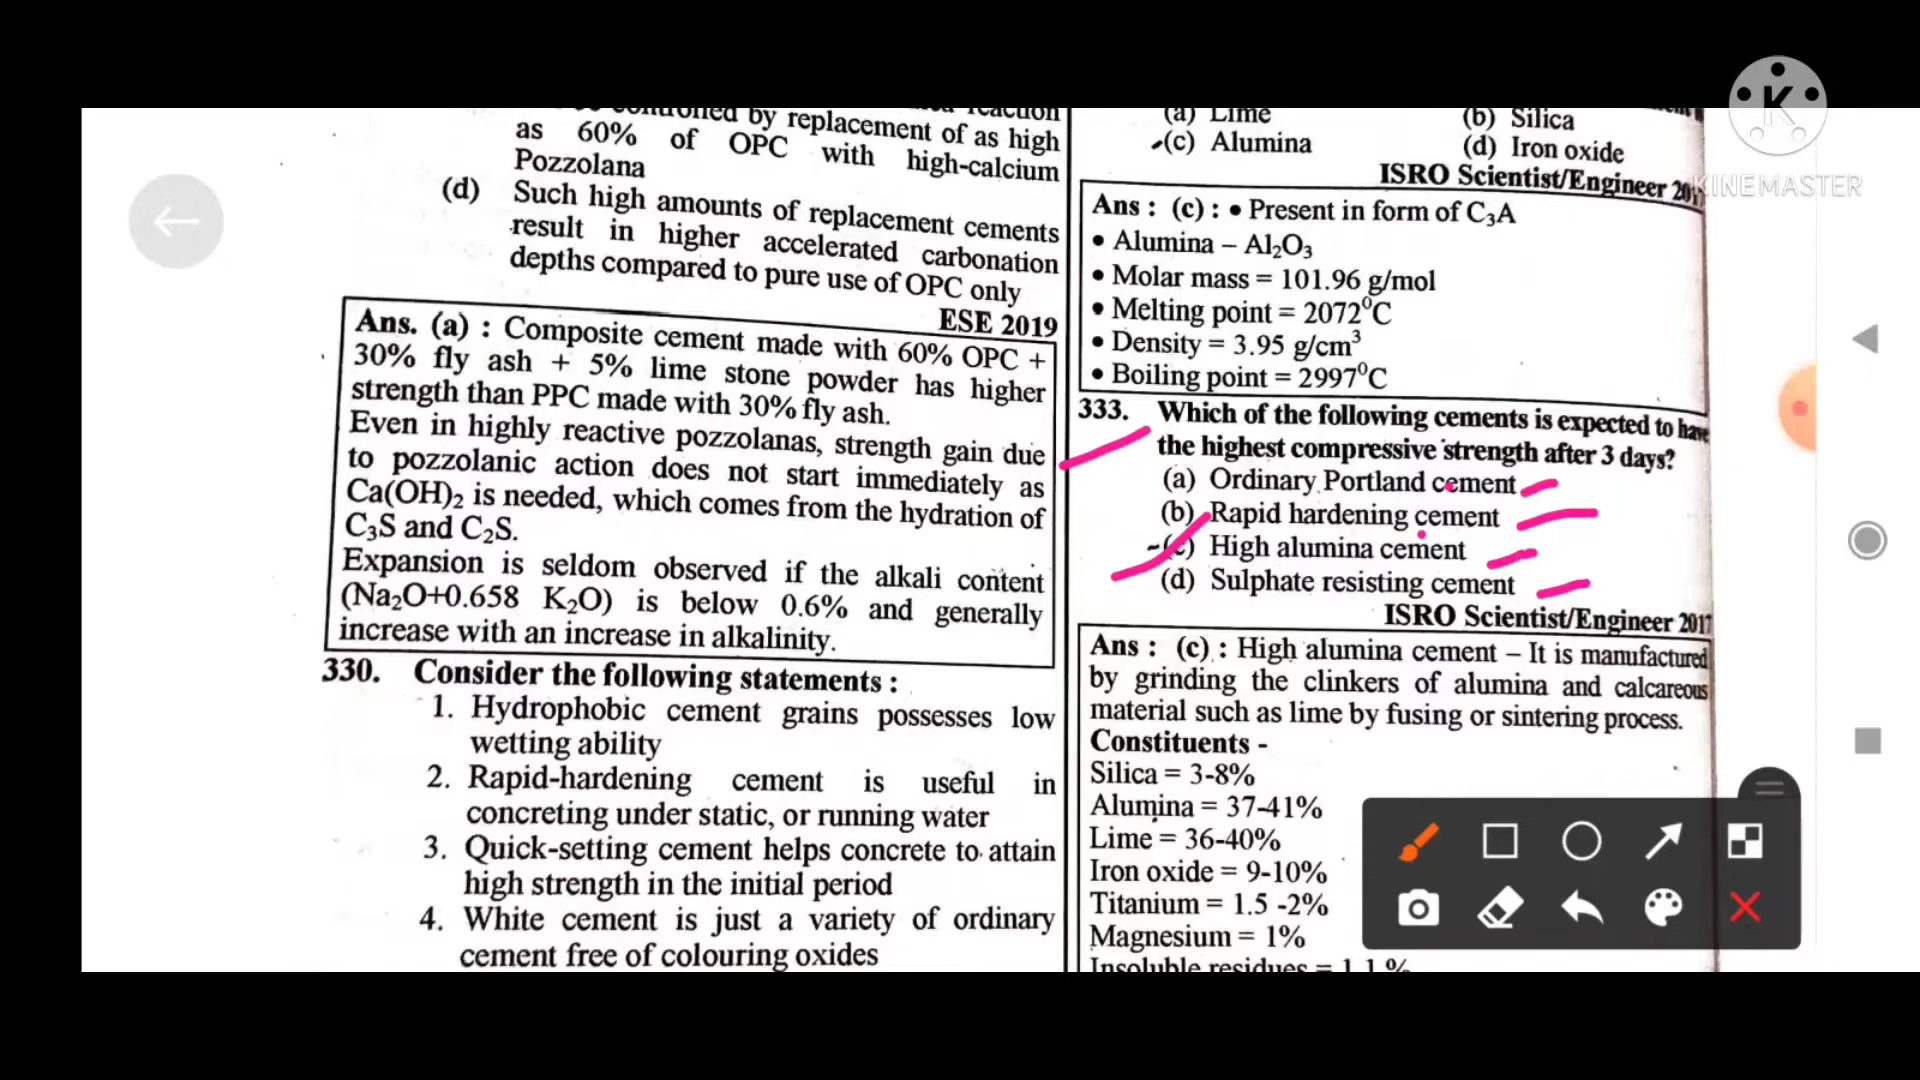 controlled by replacement of as high
as 60% of OPC with high-calcium
Pozzolana
(d) Such high amounts of replacement cements
result in higher accelerated carbonation
depths compared to pure use of OPC only
ESE 2019
Ans. (a) : Composite cement made with 60% OPC +
30% fly ash + 5% lime stone powder has higher
strength than PPC made with 30% fly ash.
Even in highly reactive pozzolanas, strength gain due
to pozzolanic action does not start immediately as
Ca(OH)₂ is needed, which comes from the hydration of
C₃S and C₂S.
Expansion is seldom observed if the alkali content
(Na₂O+0.658 K₂O) is below 0.6% and generally
increase with an increase in alkalinity.
330. Consider the following statements :
1. Hydrophobic cement grains possesses low
wetting ability
2. Rapid-hardening cement is useful in
concreting under static, or running water
3. Quick-setting cement helps concrete to attain
high strength in the initial period
4. White cement is just a variety of ordinary
cement free of colouring oxides
(a) Lime (b) Silica
(c) Alumina (d) Iron oxide
ISRO Scientist/Engineer
Ans : (c) : • Present in form of C₃A
• Alumina – Al₂O₃
• Molar mass = 101.96 g/mol
• Melting point = 2072⁰C
• Density = 3.95 g/cm³
• Boiling point = 2997⁰C
333. Which of the following cements is expected to have
the highest compressive strength after 3 days?
(a) Ordinary Portland cement
(b) Rapid hardening cement
(c) High alumina cement
(d) Sulphate resisting cement
ISRO Scientist/Engineer 2017
Ans : (c) : High alumina cement – It is manufactured
by grinding the clinkers of alumina and calcareous
material such as lime by fusing or sintering process.
Constituents -
Silica = 3-8%
Alumina = 37-41%
Lime = 36-40%
Iron oxide = 9-10%
Titanium = 1.5 -2%
Magnesium = 1%
Insoluble residues = 1.1 %
K
KINEMASTER